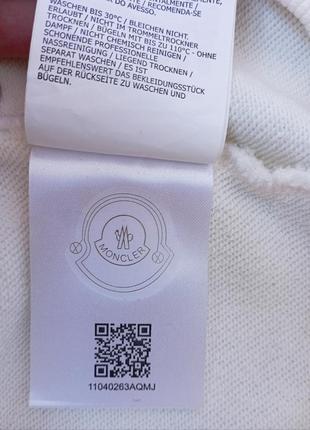 DO AVESSO.
WASCHEN BIS 30°C / BLEICHEN NICHT
ERLAUBT / NICHT IM TROMMELTROCKNER
TROCKNEN / BÜGELN MIT BIS ZU 110°C - OHNE
DAMPF / NICHT CHEMISCH REINIGEN /
SCHONENDE PROFESSIONELLE
NASSREINIGUNG / LIEGEND TROCKNEN /
SEPARAT WASCHEN / ES IST
EMPFEHLENSWERT DAS BEKLEIDUNGSSTÜCK
AUF DER RÜCKSEITE ZU WASCHEN UND
BÜGELN.
MONCLER
11040263AQMJ